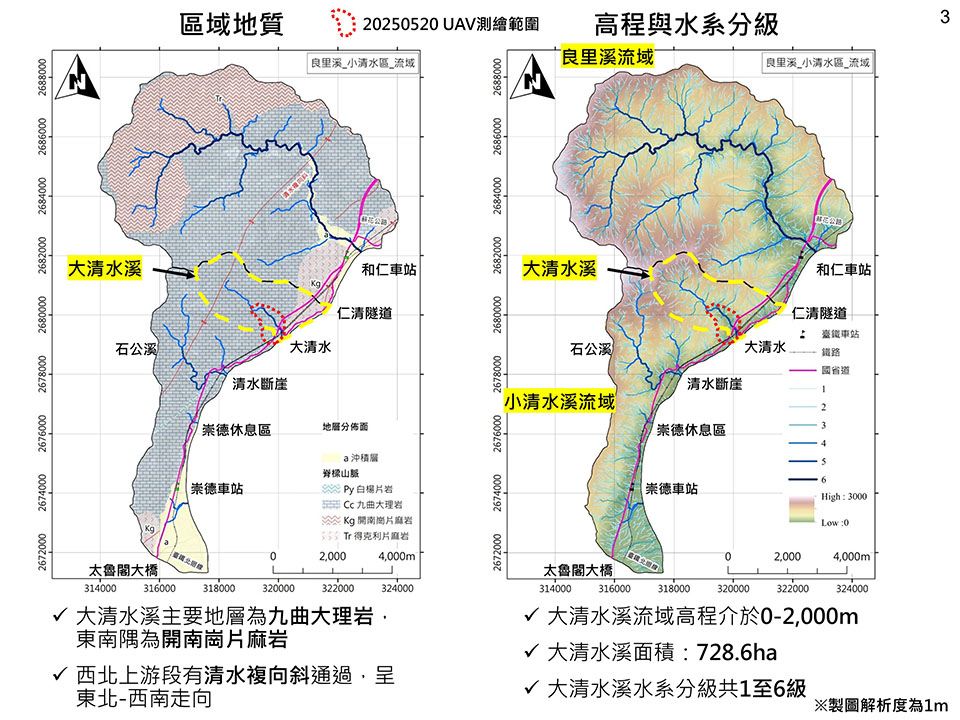 區域地質
20250520 UAV測繪範圍
高程與水系分級
3
良里溪_小清水區_流域
Tr
清水複向斜
蘇花公路
a
Kg
大清水溪
和仁車站
仁清隧道
大清水
石公溪
清水斷崖
崇德休息區
崇德車站
Kg
a
臺鐵北迴線
太魯閣大橋
地層分佈面
a 沖積層
脊樑山脈
Py 白楊片岩
Cc 九曲大理岩
Kg 開南崗片麻岩
Tr 得克利片麻岩
0 2,000 4,000m
2688000
2686000
2684000
2682000
2680000
2678000
2676000
2674000
2672000
314000 316000 318000 320000 322000 324000
N
良里溪流域
良里溪_小清水區_流域
N
蘇花公路
大清水溪
和仁車站
仁清隧道
大清水
石公溪
清水斷崖
小清水溪流域
崇德休息區
崇德車站
臺鐵北迴線
太魯閣大橋
臺鐵車站
鐵路
國省道
1
2
3
4
5
6
High : 3000
Low :0
0 2,000 4,000m
2688000
2686000
2684000
2682000
2680000
2678000
2676000
2674000
2672000
314000 316000 318000 320000 322000 324000
✓ 大清水溪主要地層為九曲大理岩，
東南隅為開南崗片麻岩
✓ 西北上游段有清水複向斜通過，呈
東北-西南走向
✓ 大清水溪流域高程介於0-2,000m
✓ 大清水溪面積：728.6ha
✓ 大清水溪水系分級共1至6級
※製圖解析度為1m